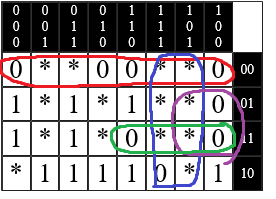 0 0 0 0 1 1 1 1
0 0 1 1 1 1 0 0
0 1 1 0 0 1 1 0
0 * * 0 0 * * 0 00
1 * 1 * 1 * * 0 01
1 * 1 * 0 * * 0 11
* 1 1 1 1 0 * 1 10